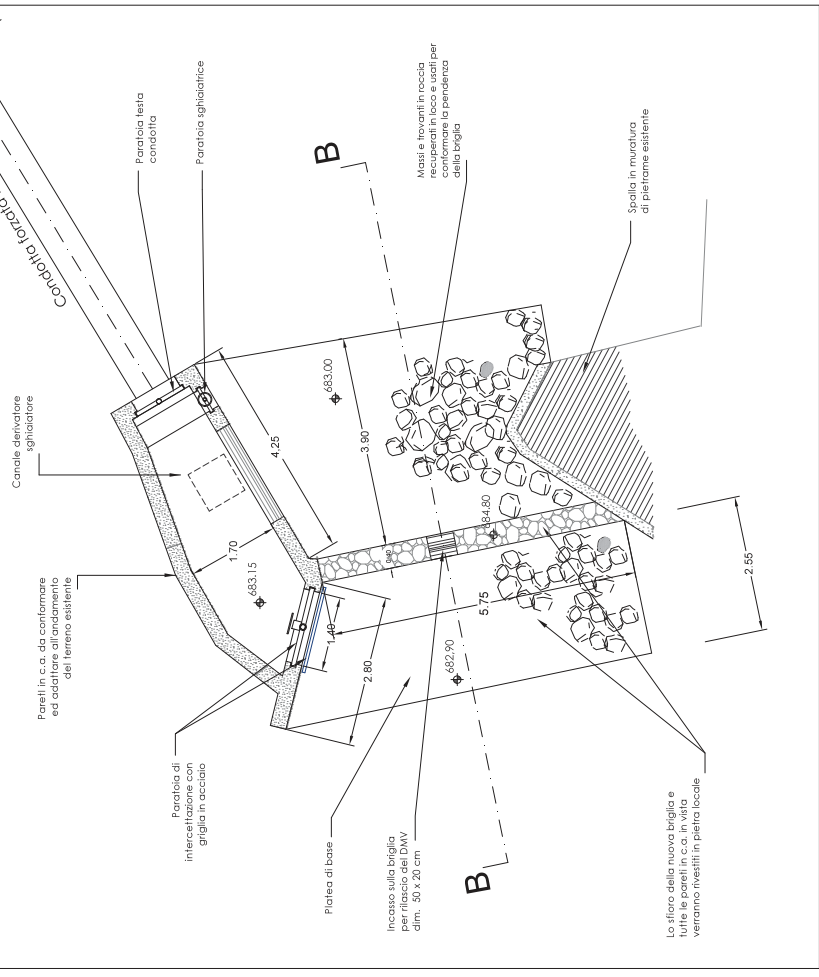 Condotta forzata
Paratoia testa
condotta
Paratoia sghiaiatrice
B
Massi e trovanti in roccia
recuperati in loco e usati per
conformare la pendenza
della briglia
Spalla in muratura
di pietrame esistente
Canale derivatore
sghiaiatore
683.00
4.25
3.90
1.70
684.80
0.40
683.15
2.55
5.75
1.40
2.80
682.90
Pareti in c.a. da conformare
ed adattare all'andamento
del terreno esistente
Paratoia di
intercettazione con
griglia in acciaio
Platea di base
Incasso sulla briglia
per rilascio del DMV
dim. 50 x 20 cm
B
Lo sfioro della nuova briglia e
tutte le pareti in c.a. in vista
verranno rivestiti in pietra locale